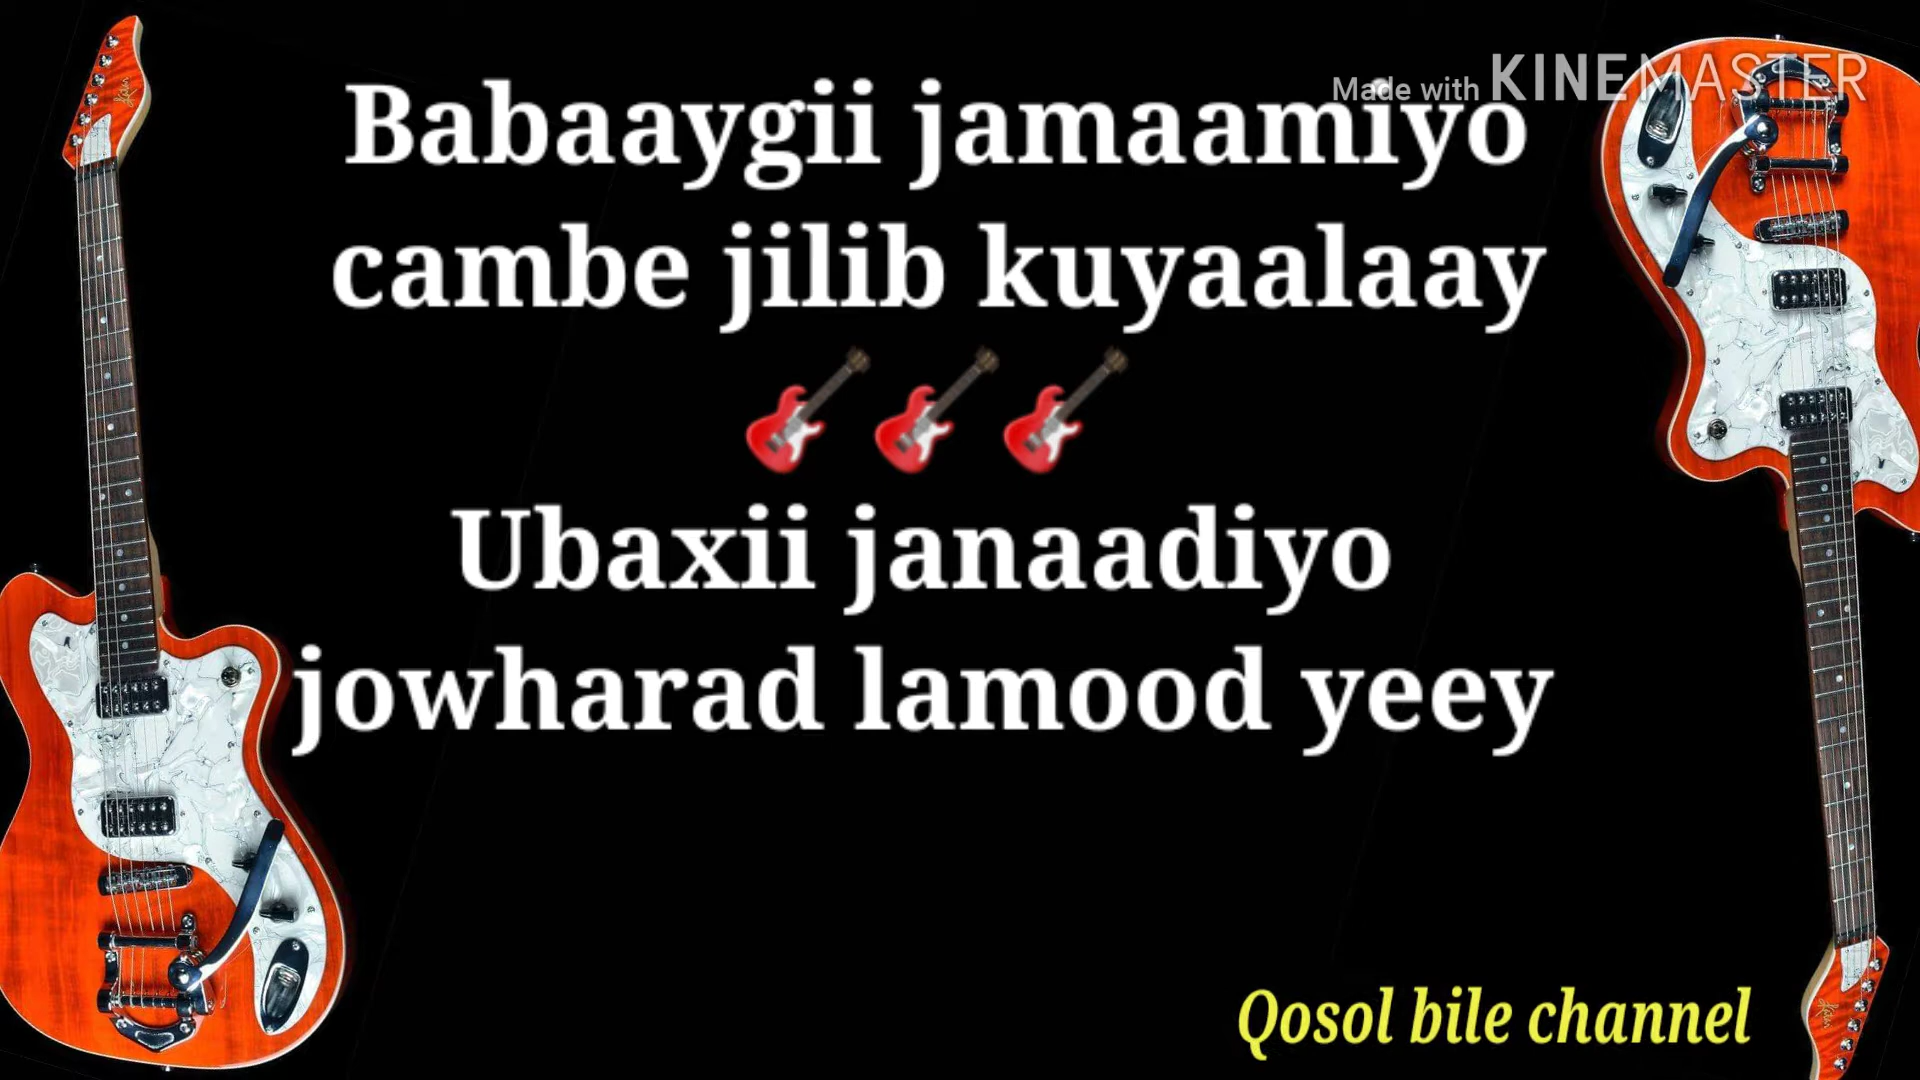 Made with KINEMASTER
Babaaygii jamaamiyo
cambe jilib kuyaalaay
🎸🎸🎸
Ubaxii janaadiyo
jowharad lamood yeey
Qosol bile channel